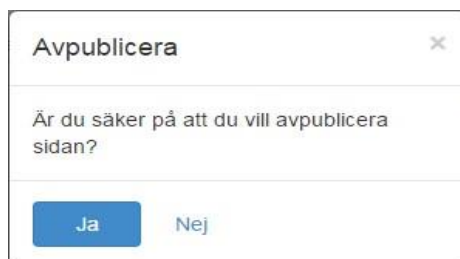 Avpublicera ×
Är du säker på att du vill avpublicera
sidan?
Ja Nej